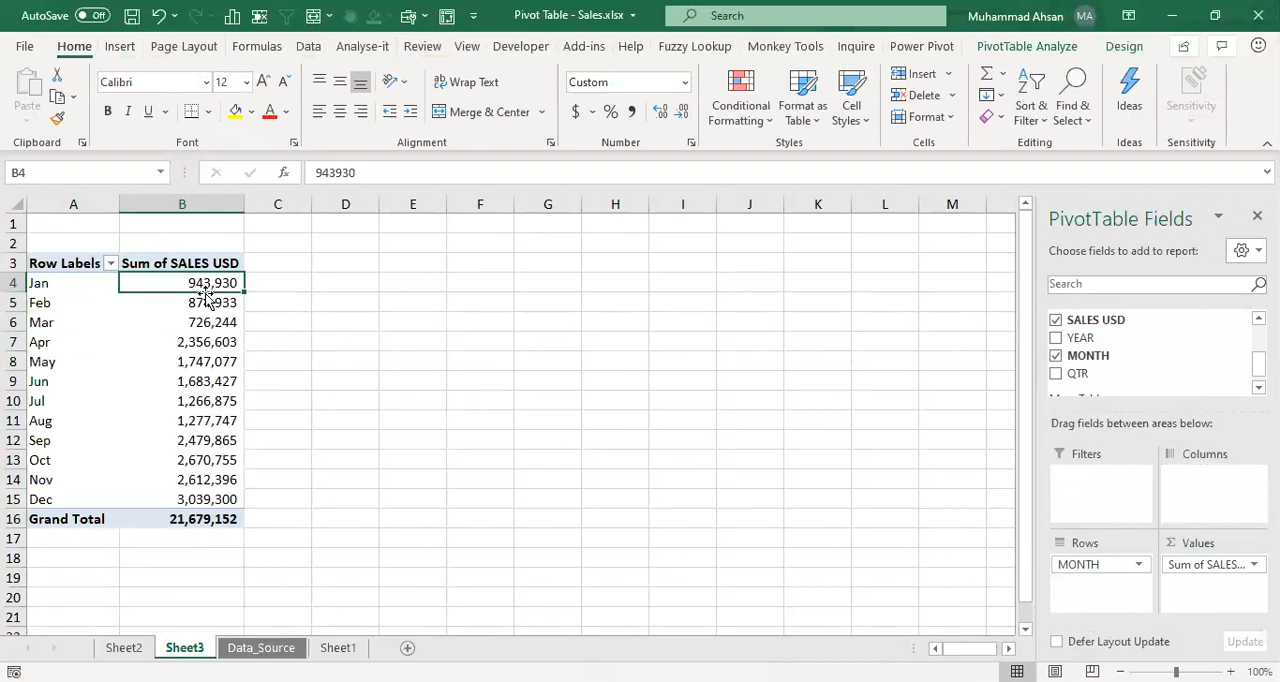 AutoSave Off
Pivot Table - Sales.xlsx
Search
Muhammad Ahsan MA
File Home Insert Page Layout Formulas Data Analyse-it Review View Developer Add-ins Help Fuzzy Lookup Monkey Tools Inquire Power Pivot PivotTable Analyze Design
Paste
Clipboard
Calibri 12
B I U
Font
Wrap Text
Merge & Center
Alignment
Custom
$ % ,
Number
Conditional Formatting
Format as Table
Cell Styles
Styles
Insert
Delete
Format
Cells
Sort & Filter
Find & Select
Editing
Ideas
Ideas
Sensitivity
Sensitivity
B4 fx 943930
A B C D E F G H I J K L M
1
2
3 Row Labels Sum of SALES USD
4 Jan 943,930
5 Feb
6 Mar 726,244
7 Apr 2,356,603
8 May 1,747,077
9 Jun 1,683,427
10 Jul 1,266,875
11 Aug 1,277,747
12 Sep 2,479,865
13 Oct 2,670,755
14 Nov 2,612,396
15 Dec 3,039,300
16 Grand Total 21,679,152
17
18
19
20
21
Sheet2 Sheet3 Data_Source Sheet1
PivotTable Fields
Choose fields to add to report:
Search
SALES USD
YEAR
MONTH
QTR
Drag fields between areas below:
Filters
Columns
Rows
MONTH
Values
Sum of SALES...
Defer Layout Update
Update
100%